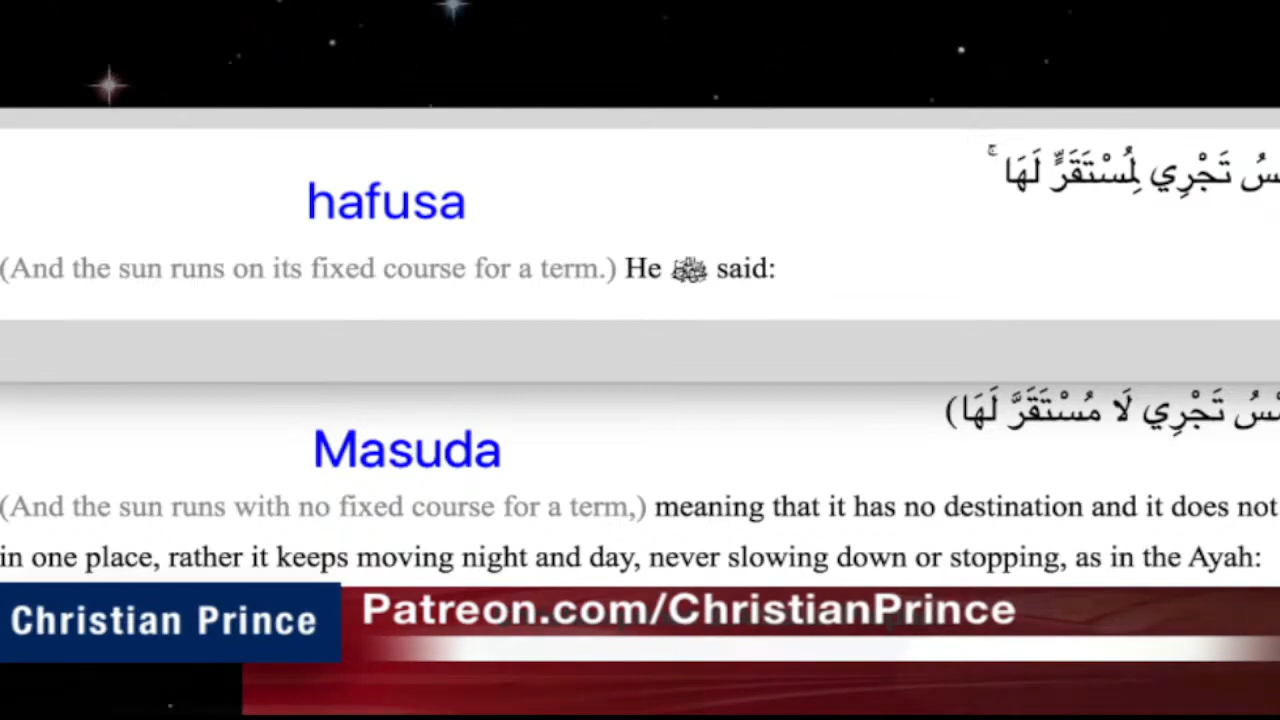 سُ تَجْرِي لِمُسْتَقَرٍّ لَهَا ۚ
hafusa
(And the sun runs on its fixed course for a term.) He ﷺ said:
سُ تَجْرِي لَا مُسْتَقَرَّ لَهَا)
Masuda
(And the sun runs with no fixed course for a term,) meaning that it has no destination and it does not
in one place, rather it keeps moving night and day, never slowing down or stopping, as in the Ayah:
Christian Prince
Patreon.com/ChristianPrince